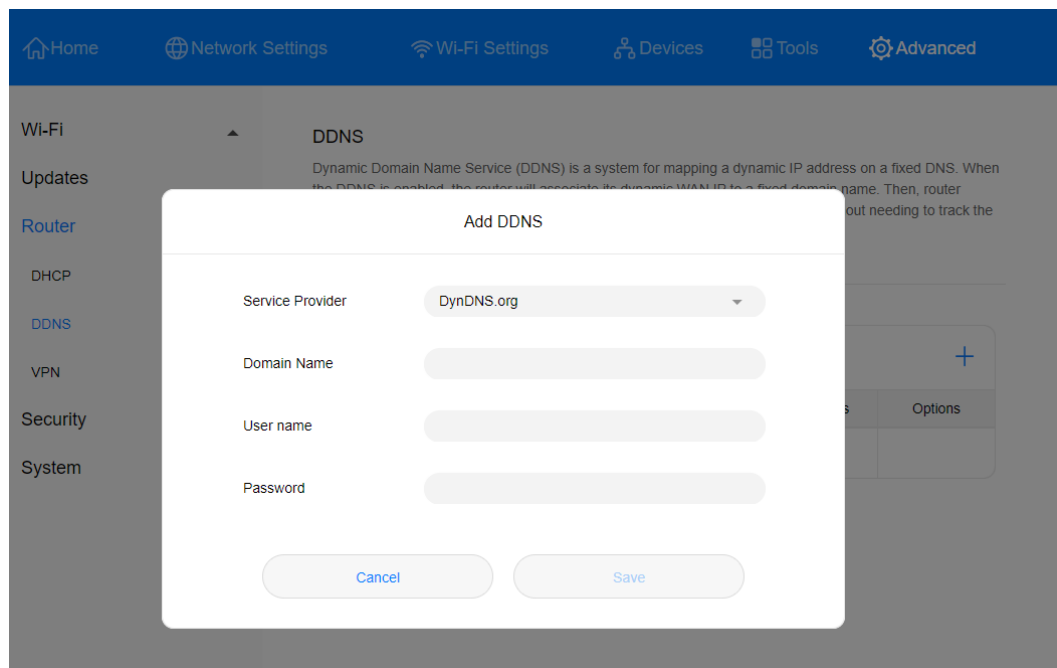 Home Network Settings Wi-Fi Settings Devices Tools Advanced
Wi-Fi
Updates
Router
DHCP
DDNS
VPN
Security
System
DDNS
Dynamic Domain Name Service (DDNS) is a system for mapping a dynamic IP address on a fixed DNS. When
the DDNS is enabled, the router will associate its dynamic WAN IP to a fixed domain name. Then, router
out needing to track the
Options
Add DDNS
Service Provider DynDNS.org
Domain Name
User name
Password
Cancel Save